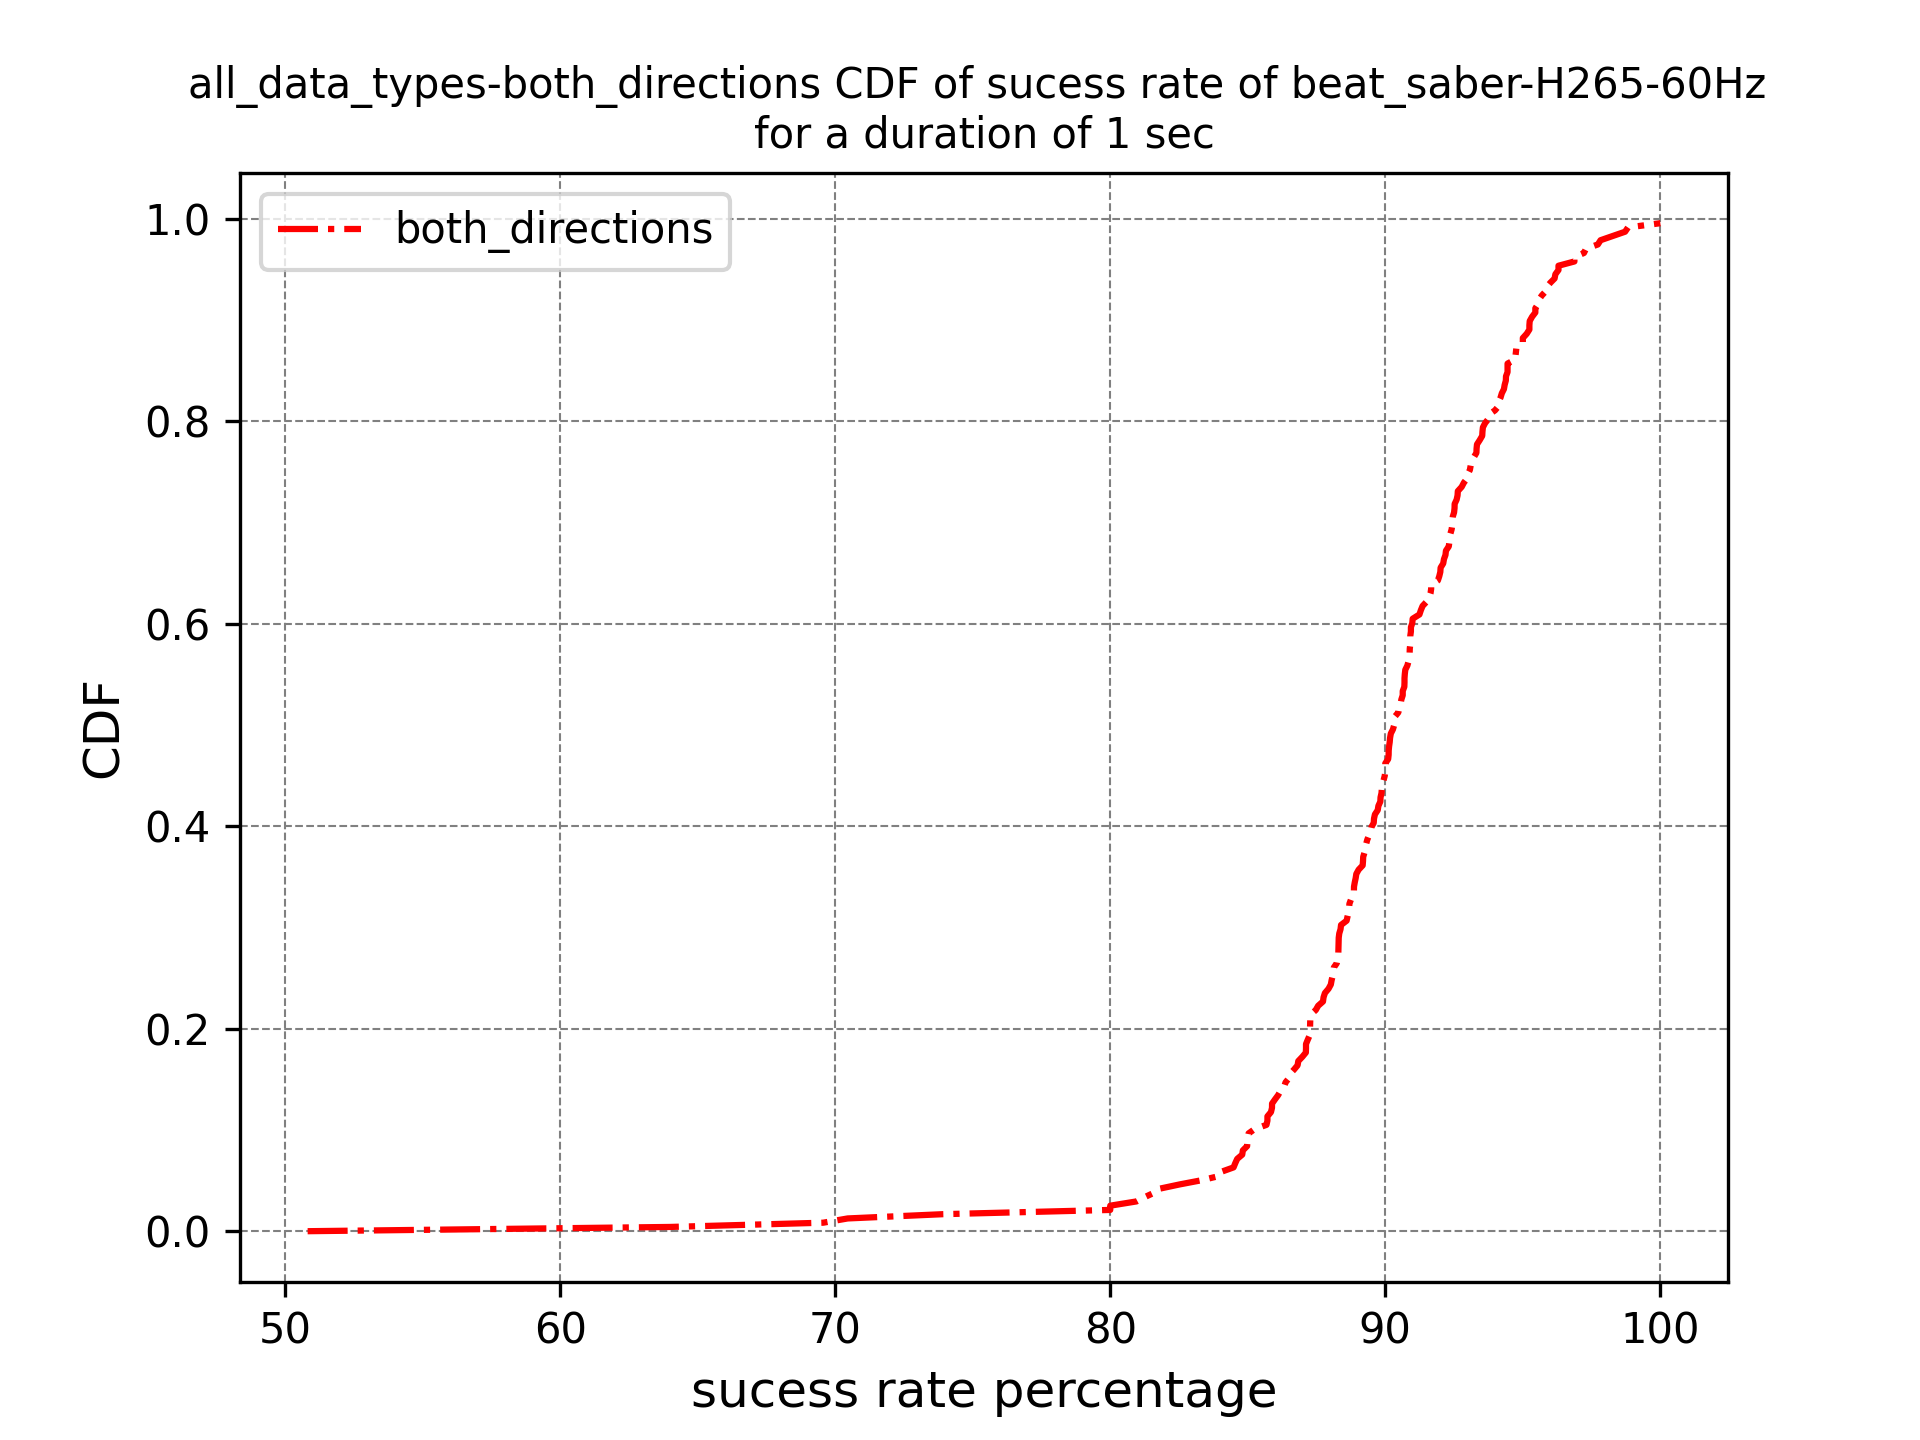 all_data_types-both_directions CDF of sucess rate of beat_saber-H265-60Hz
for a duration of 1 sec
both_directions
1.0
0.8
0.6
0.4
0.2
0.0
CDF
50 60 70 80 90 100
sucess rate percentage